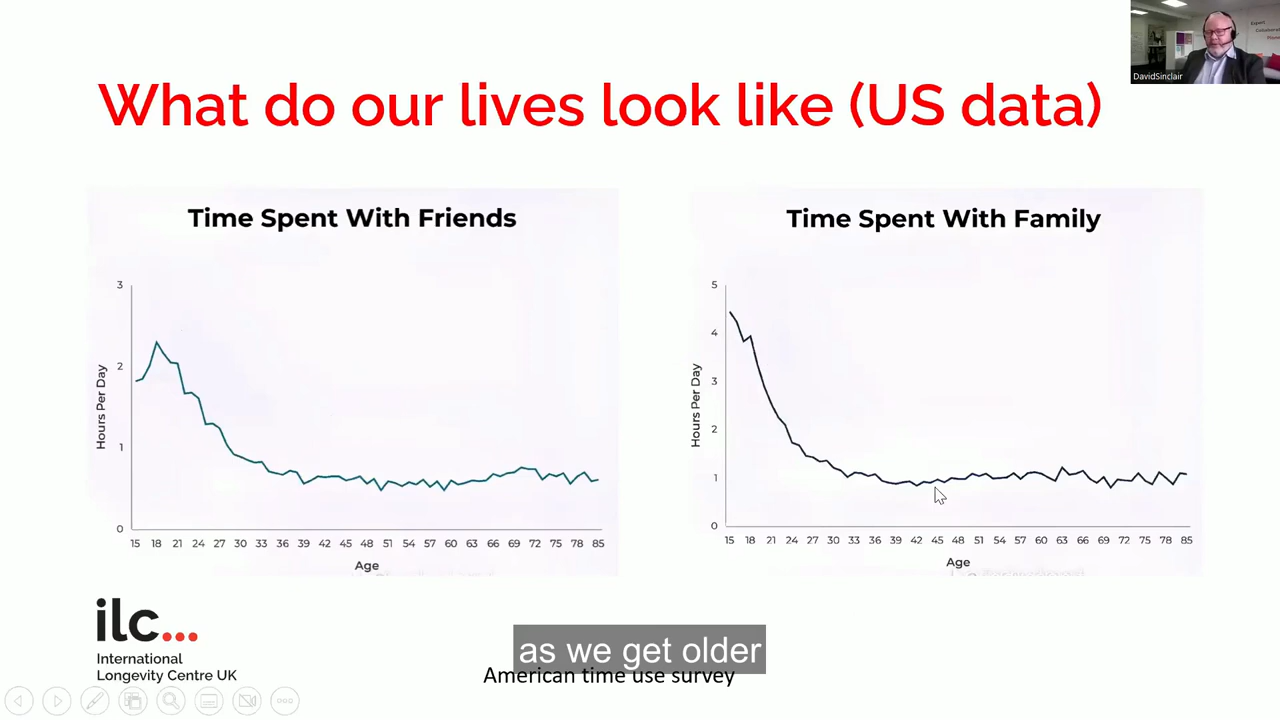 What do our lives look like (US data)
DavidSinclair
Expert
Time Spent With Friends
3
2
1
0
Hours Per Day
15 18 21 24 27 30 33 36 39 42 45 48 51 54 57 60 63 66 69 72 75 78 85
Age
Time Spent With Family
5
4
3
2
1
0
Hours Per Day
15 18 21 24 27 30 33 36 39 42 45 48 51 54 57 60 63 66 69 72 75 78 85
Age
ilc...
International
Longevity Centre UK
as we get older
American time use survey